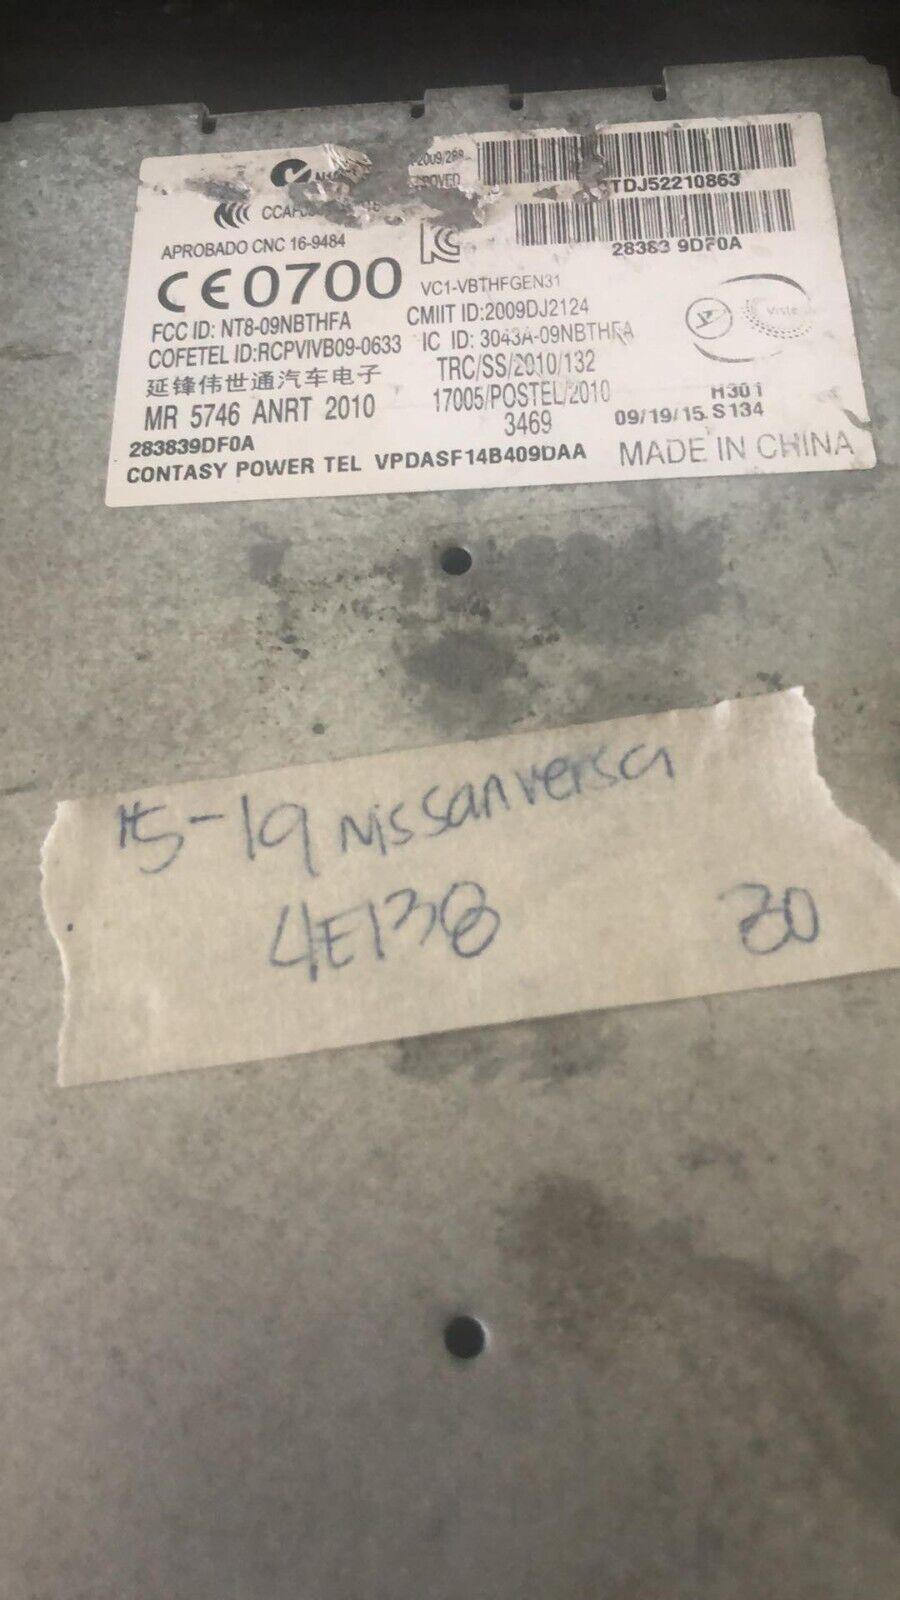 2009/288
TDJ52210863
APROBADO CNC 16-9484
28383 9DF0A
CE0700
VC1-VBTHFGEN31
FCC ID: NT8-09NBTHFA
CMIIT ID:2009DJ2124
COFETEL ID:RCPVIVB09-0633
IC ID: 3043A-09NBTHFA
Viste
延锋伟世通汽车电子
TRC/SS/2010/132
MR 5746 ANRT 2010
17005/POSTEL/2010
3469
H301
09/19/15 S134
283839DF0A
CONTASY POWER TEL VPDASF14B409DAA
MADE IN CHINA
15-19 Nissan versa
4E138
30